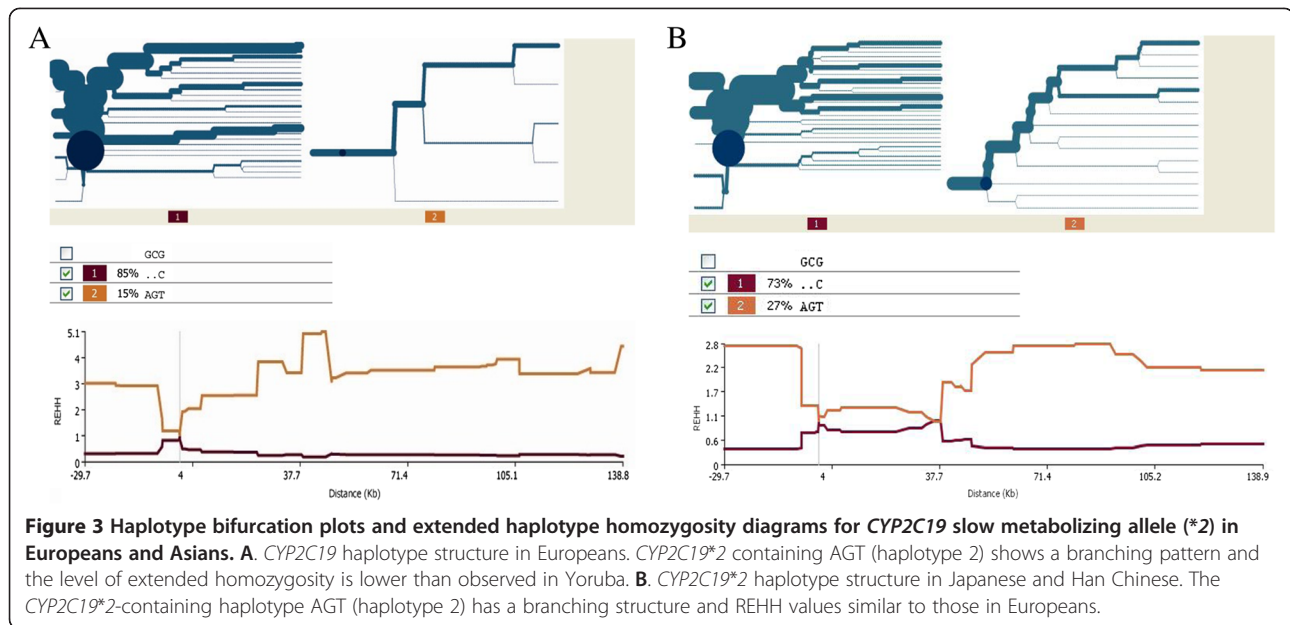 A
B
1
2
1
2
GCG
1 85% ..C
2 15% AGT
GCG
1 73% ..C
2 27% AGT
5.1
4
3
2
1
0
REHH
-29.7 4 37.7 71.4 105.1 138.8
Distance (Kb)
2.8
2.2
1.7
1.1
0.6
0
REHH
-29.7 4 37.7 71.4 105.2 138.9
Distance (Kb)
Figure 3 Haplotype bifurcation plots and extended haplotype homozygosity diagrams for CYP2C19 slow metabolizing allele (*2) in
Europeans and Asians. A. CYP2C19 haplotype structure in Europeans. CYP2C19*2 containing AGT (haplotype 2) shows a branching pattern and
the level of extended homozygosity is lower than observed in Yoruba. B. CYP2C19*2 haplotype structure in Japanese and Han Chinese. The
CYP2C19*2-containing haplotype AGT (haplotype 2) has a branching structure and REHH values similar to those in Europeans.